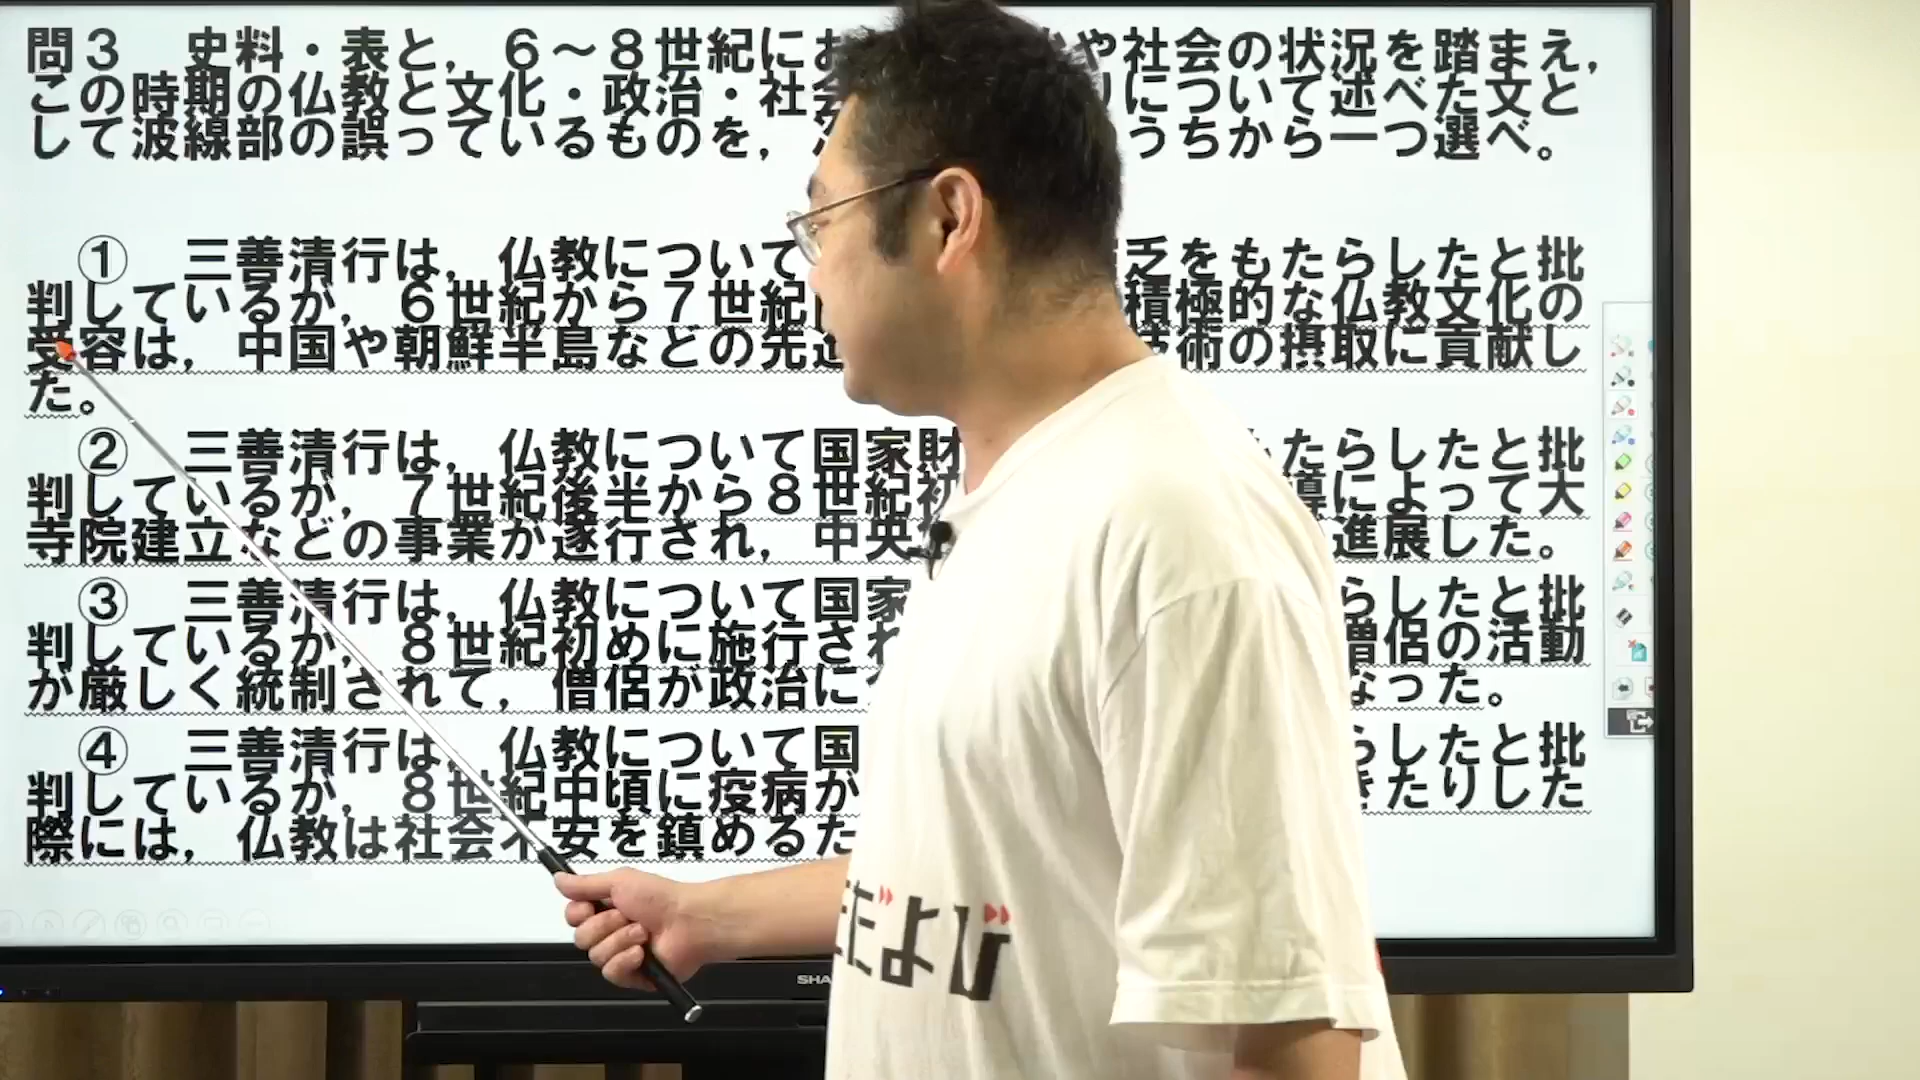 問３ 史料・表と，６～８世紀にお や社会の状況を踏まえ，
この時期の仏教と文化・政治・社会 について述べた文と
して波線部の誤っているものを， うちから一つ選べ。
① 三善清行は，仏教について 乏をもたらしたと批
判しているが，６世紀から７世紀 積極的な仏教文化の
受容は，中国や朝鮮半島などの先進 技術の摂取に貢献し
た。
② 三善清行は，仏教について国家財 たらしたと批
判しているが，７世紀後半から８世紀初 導によって大
寺院建立などの事業が遂行され，中央 進展した。
③ 三善清行は，仏教について国家 らしたと批
判しているが，８世紀初めに施行され 僧侶の活動
が厳しく統制されて，僧侶が政治に なった。
④ 三善清行は，仏教について国 らしたと批
判しているが，８世紀中頃に疫病が きたりした
際には，仏教は社会不安を鎮めるた
SHA
だよび